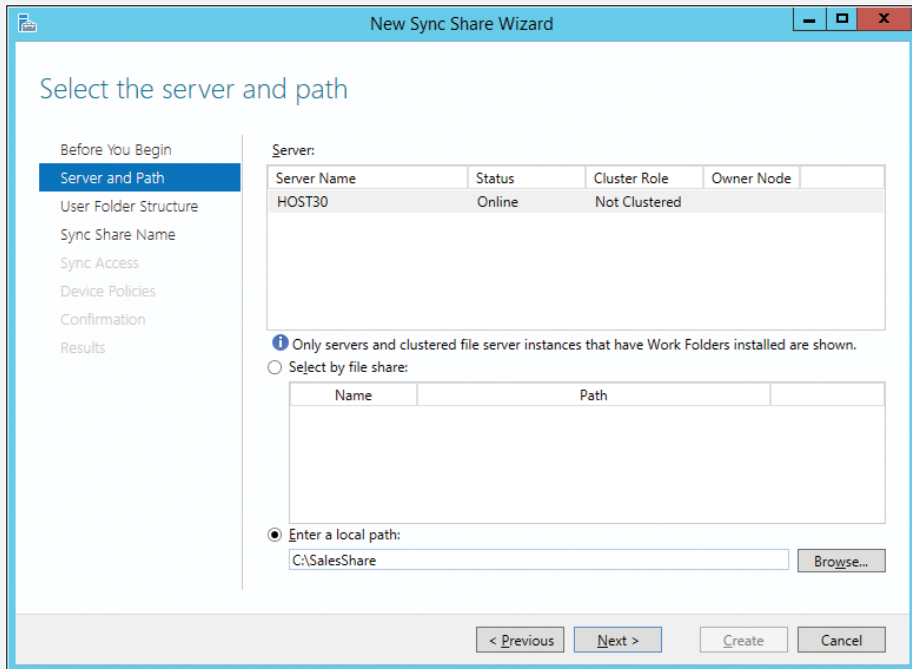 New Sync Share Wizard
Select the server and path
Before You Begin
Server and Path
User Folder Structure
Sync Share Name
Sync Access
Device Policies
Confirmation
Results
Server:
Server Name Status Cluster Role Owner Node
HOST30 Online Not Clustered
Only servers and clustered file server instances that have Work Folders installed are shown.
Select by file share:
Name Path
Enter a local path:
C:\SalesShare Browse...
< Previous Next > Create Cancel